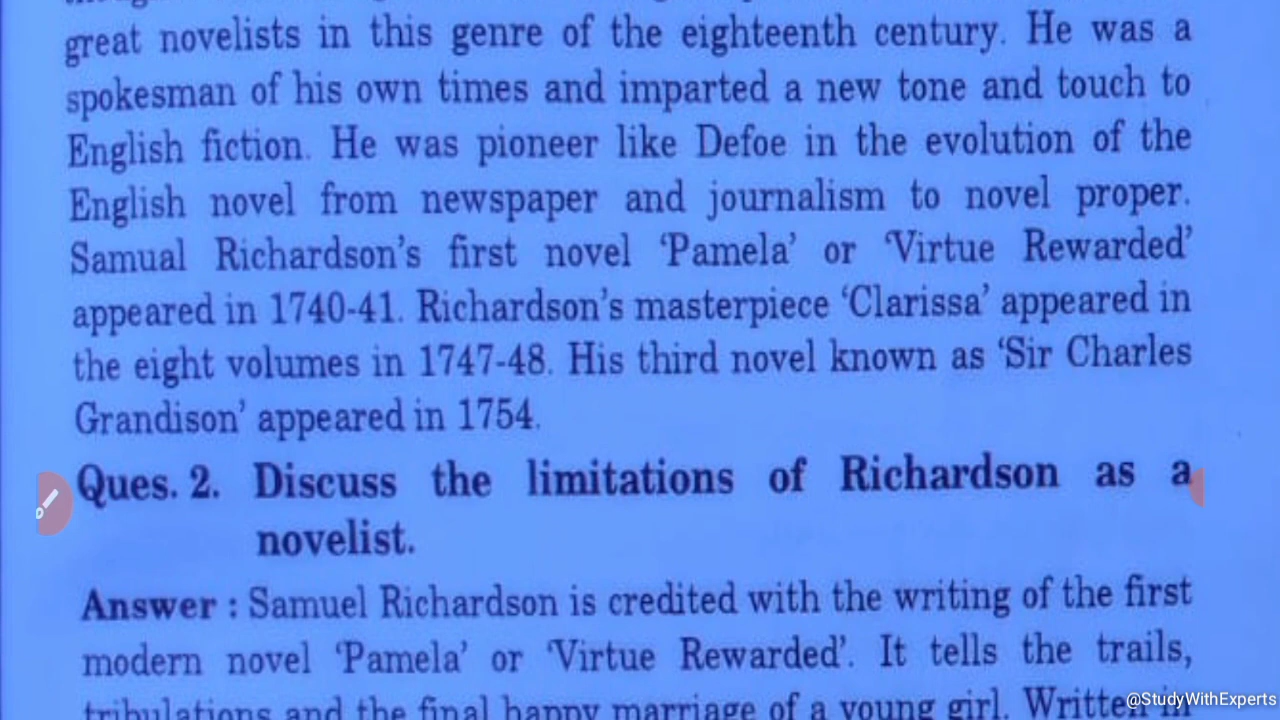 great novelists in this genre of the eighteenth century. He was a
spokesman of his own times and imparted a new tone and touch to
English fiction. He was pioneer like Defoe in the evolution of the
English novel from newspaper and journalism to novel proper.
Samual Richardson's first novel 'Pamela' or 'Virtue Rewarded'
appeared in 1740-41. Richardson's masterpiece 'Clarissa' appeared in
the eight volumes in 1747-48. His third novel known as 'Sir Charles
Grandison' appeared in 1754.
Ques. 2. Discuss the limitations of Richardson as a
novelist.
Answer : Samuel Richardson is credited with the writing of the first
modern novel 'Pamela' or 'Virtue Rewarded'. It tells the trails,
tribulations and the final happy marriage of a young girl. Written in
@StudyWithExperts